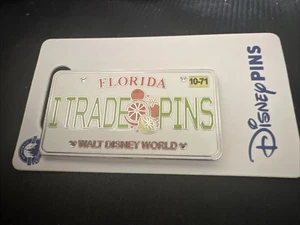 FLORIDA
10-71
I TRADE PINS
WALT DISNEY WORLD
DISNEY PINS